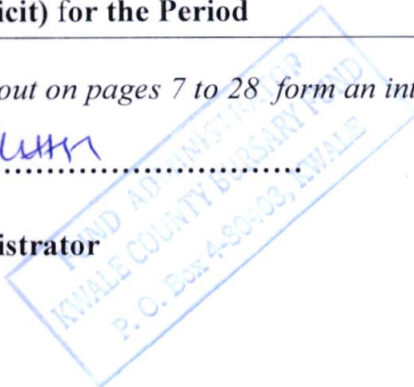 icit) for the Period
out on pages 7 to 28 form an int
istrator
FUND ADMINISTRATOR
KWALE COUNTY BURSARY FUND
P. O. Box 4-80403, KWALE